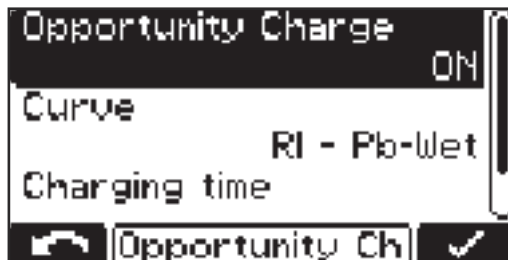 Opportunity Charge
ON
Curve
RI - Pb-Wet
Charging time
Opportunity Ch